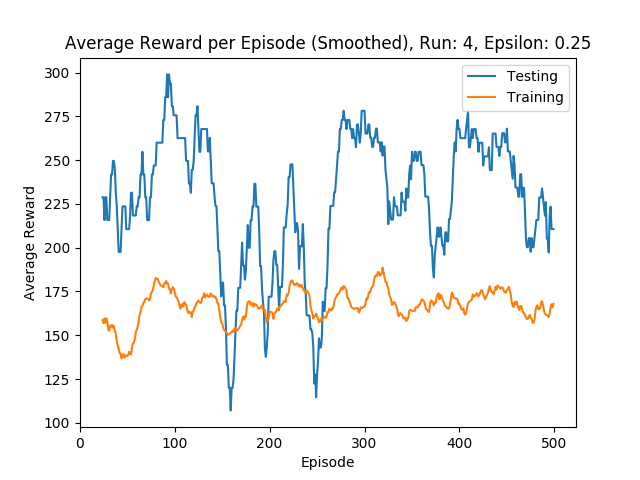 Average Reward per Episode (Smoothed), Run: 4, Epsilon: 0.25
Testing
Training
Average Reward
300
275
250
225
200
175
150
125
100
0 100 200 300 400 500
Episode